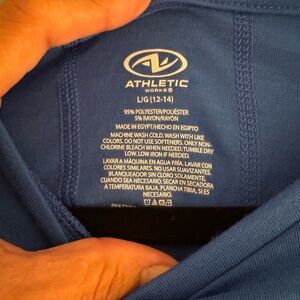 ATHLETIC
WORKS®
L/G (12-14)
95% POLYESTER/POLIÉSTER
5% RAYON/RAYÓN
MADE IN EGYPT/HECHO EN EGIPTO
MACHINE WASH COLD. WASH WITH LIKE
COLORS. DO NOT USE SOFTENERS. ONLY NON-
CHLORINE BLEACH WHEN NEEDED. TUMBLE DRY
LOW. LOW IRON IF NEEDED.
LAVAR A MÁQUINA EN AGUA FRÍA. LAVAR CON
COLORES SIMILARES. NO USAR SUAVIZANTES.
BLANQUEADOR SIN CLORO SOLAMENTE
CUANDO SEA NECESARIO. SECAR EN SECADORA
A TEMPERATURA BAJA. PLANCHA TIBIA, SI ES
NECESARIO.